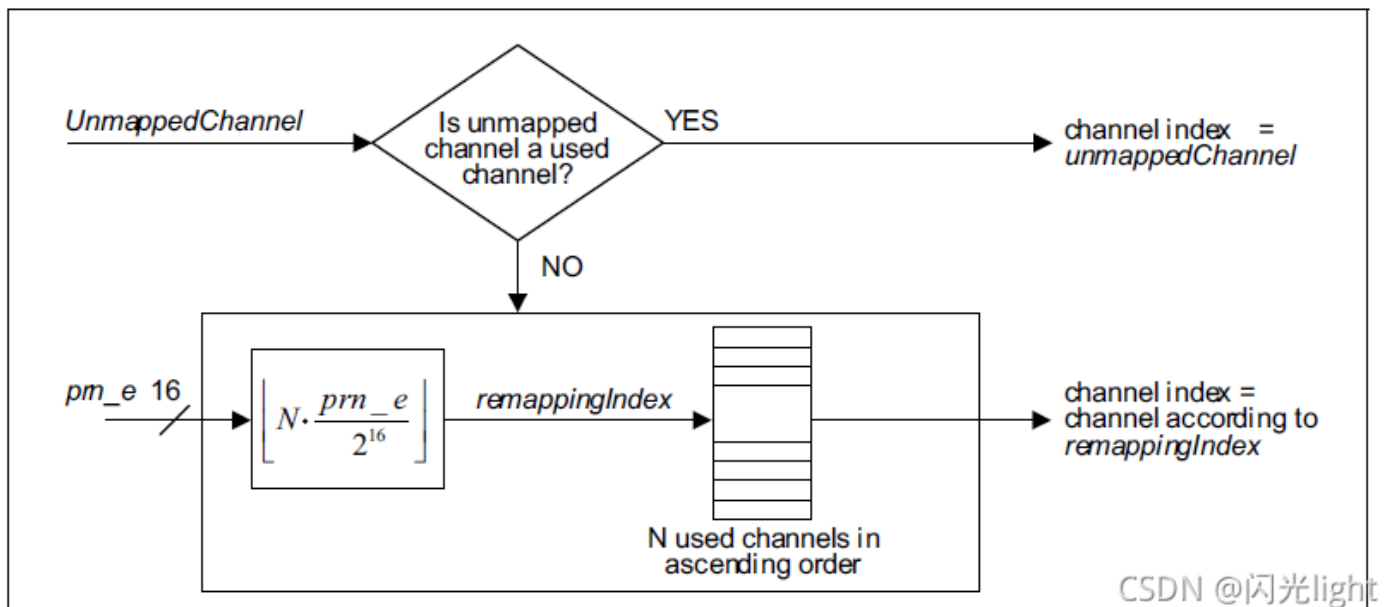 UnmappedChannel
Is unmapped
channel a used
channel?
YES
channel index =
unmappedChannel
NO
prn_e 16
⌊N·prn_e/2^16⌋
remappingIndex
channel index =
channel according to
remappingIndex
N used channels in
ascending order
CSDN @闪光light